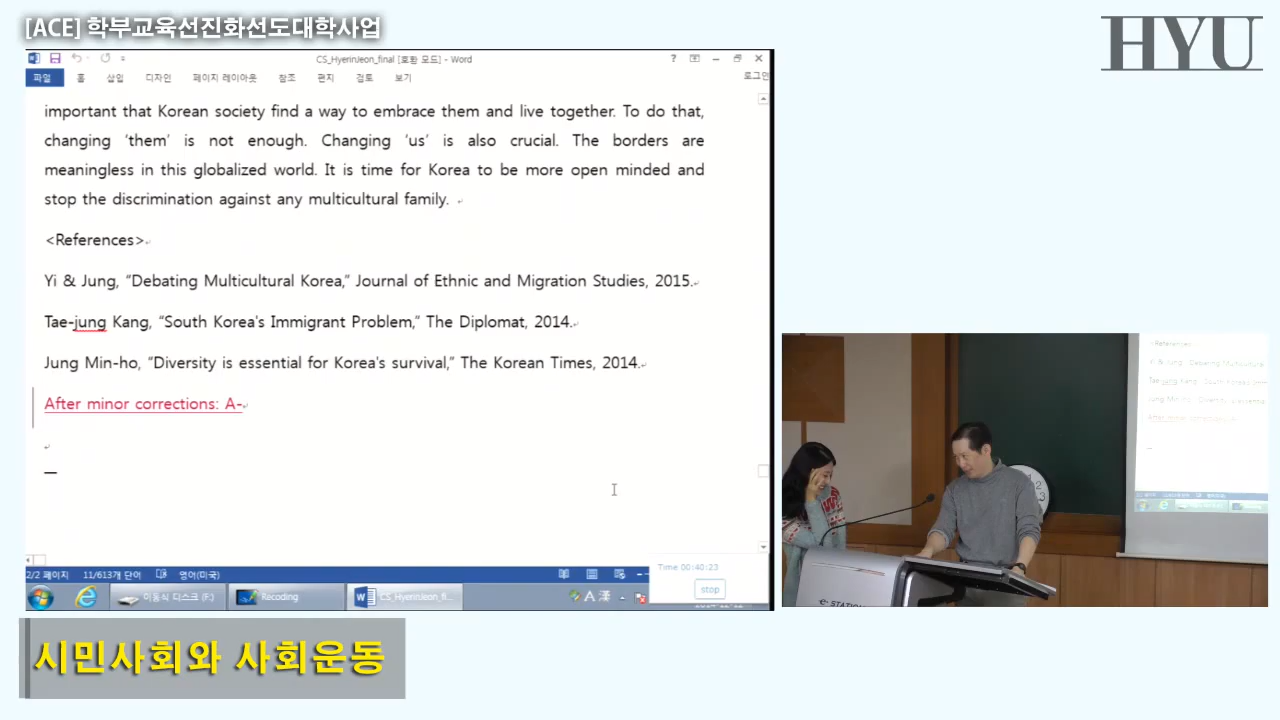 [ACE] 학부교육선진화선도대학사업
HYU
CS_HyerinJeon_final [호환 모드] - Word
파일 홈 삽입 디자인 페이지 레이아웃 참조 편지 검토 보기 로그인
important that Korean society find a way to embrace them and live together. To do that,
changing ‘them’ is not enough. Changing ‘us’ is also crucial. The borders are
meaningless in this globalized world. It is time for Korea to be more open minded and
stop the discrimination against any multicultural family.
<References>
Yi & Jung, “Debating Multicultural Korea,” Journal of Ethnic and Migration Studies, 2015.
Tae-jung Kang, “South Korea's Immigrant Problem,” The Diplomat, 2014.
Jung Min-ho, “Diversity is essential for Korea's survival,” The Korean Times, 2014.
After minor corrections: A-
2/2 페이지 11/613개 단어 영어(미국)
Time 00:40:23
stop
이동식 디스크 (F:) Recoding CS_HyerinJeon_fi... A 漢
e-STATION
시민사회와 사회운동